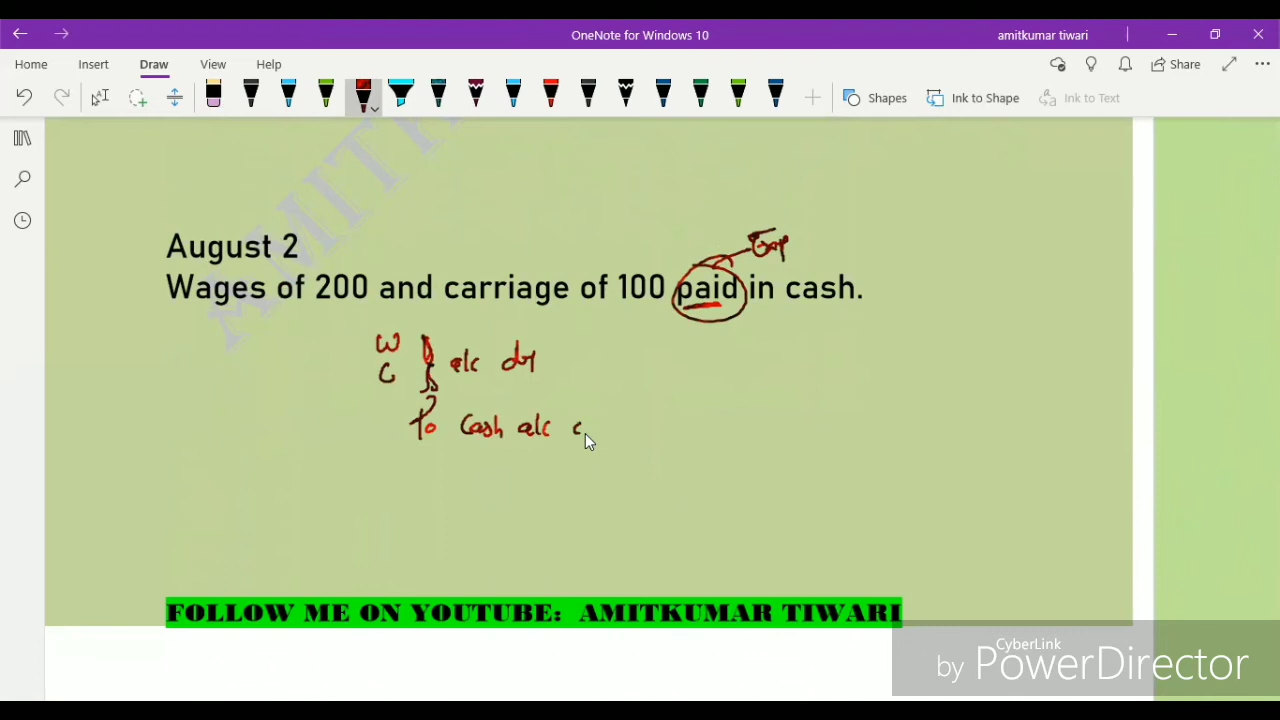 OneNote for Windows 10
amitkumar tiwari
Home Insert Draw View Help
Share
Shapes Ink to Shape Ink to Text
AMIT
August 2
Exp
Wages of 200 and carriage of 100 paid in cash.
W
C
a/c dr
To Cash a/c c
FOLLOW ME ON YOUTUBE: AMITKUMAR TIWARI
CyberLink
by PowerDirector